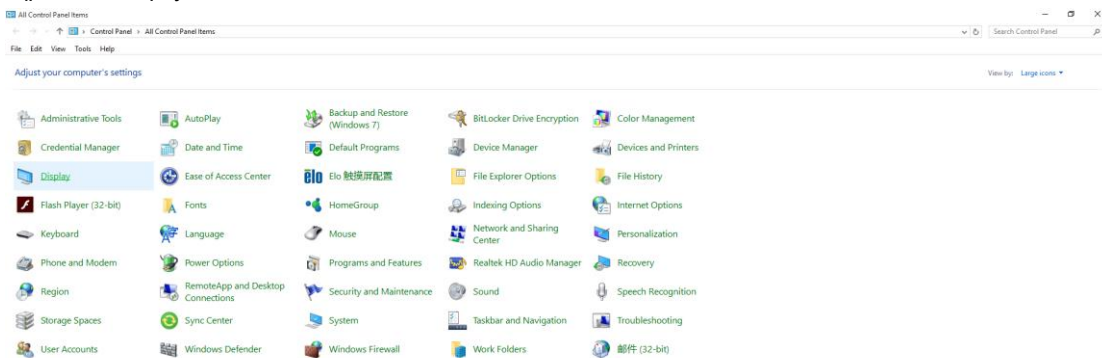 All Control Panel Items
Control Panel › All Control Panel Items
Search Control Panel
File Edit View Tools Help
Adjust your computer's settings
View by: Large icons
Administrative Tools
AutoPlay
Backup and Restore
(Windows 7)
BitLocker Drive Encryption
Color Management
Credential Manager
Date and Time
Default Programs
Device Manager
Devices and Printers
Display
Ease of Access Center
elo
Elo 触摸屏配置
File Explorer Options
File History
Flash Player (32-bit)
Fonts
HomeGroup
Indexing Options
Internet Options
Keyboard
Language
Mouse
Network and Sharing
Center
Personalization
Phone and Modem
Power Options
Programs and Features
Realtek HD Audio Manager
Recovery
Region
RemoteApp and Desktop
Connections
Security and Maintenance
Sound
Speech Recognition
Storage Spaces
Sync Center
System
Taskbar and Navigation
Troubleshooting
User Accounts
Windows Defender
Windows Firewall
Work Folders
邮件 (32-bit)